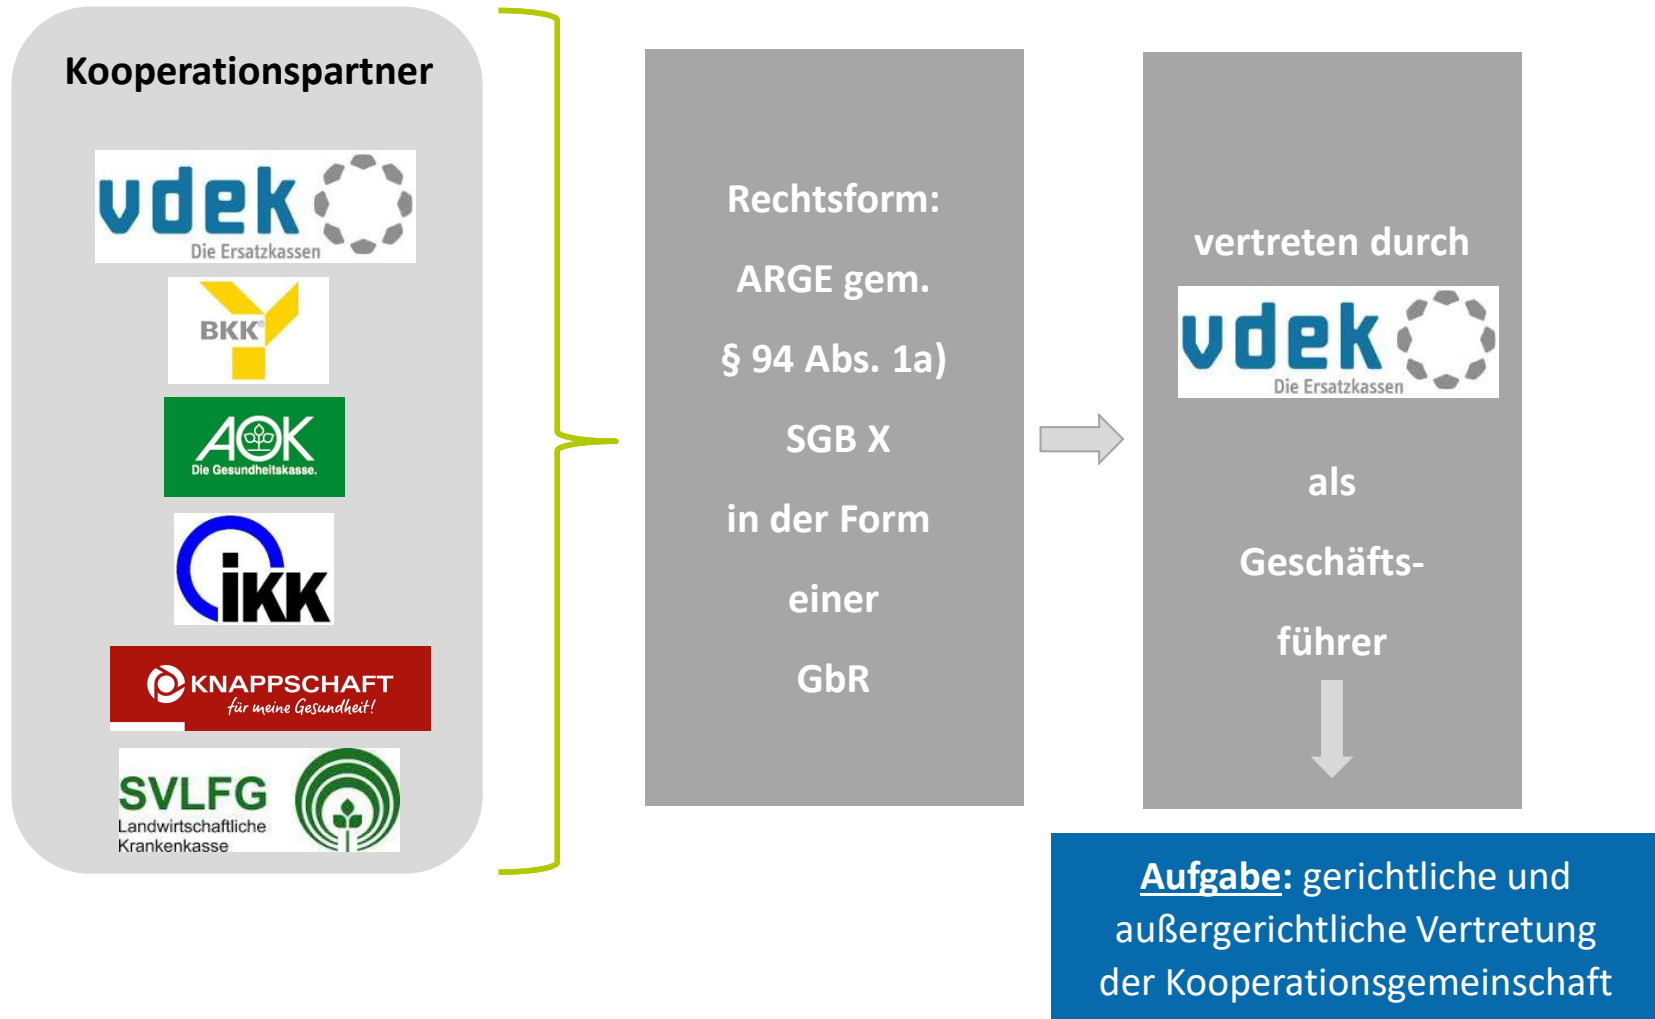 Kooperationspartner
vdek
Die Ersatzkassen
BKK®
AOK
Die Gesundheitskasse.
iKK
KNAPPSCHAFT
für meine Gesundheit!
SVLFG
Landwirtschaftliche
Krankenkasse
Rechtsform:
ARGE gem.
§ 94 Abs. 1a)
SGB X
in der Form
einer
GbR
vertreten durch
vdek
Die Ersatzkassen
als
Geschäfts-
führer
Aufgabe: gerichtliche und
außergerichtliche Vertretung
der Kooperationsgemeinschaft